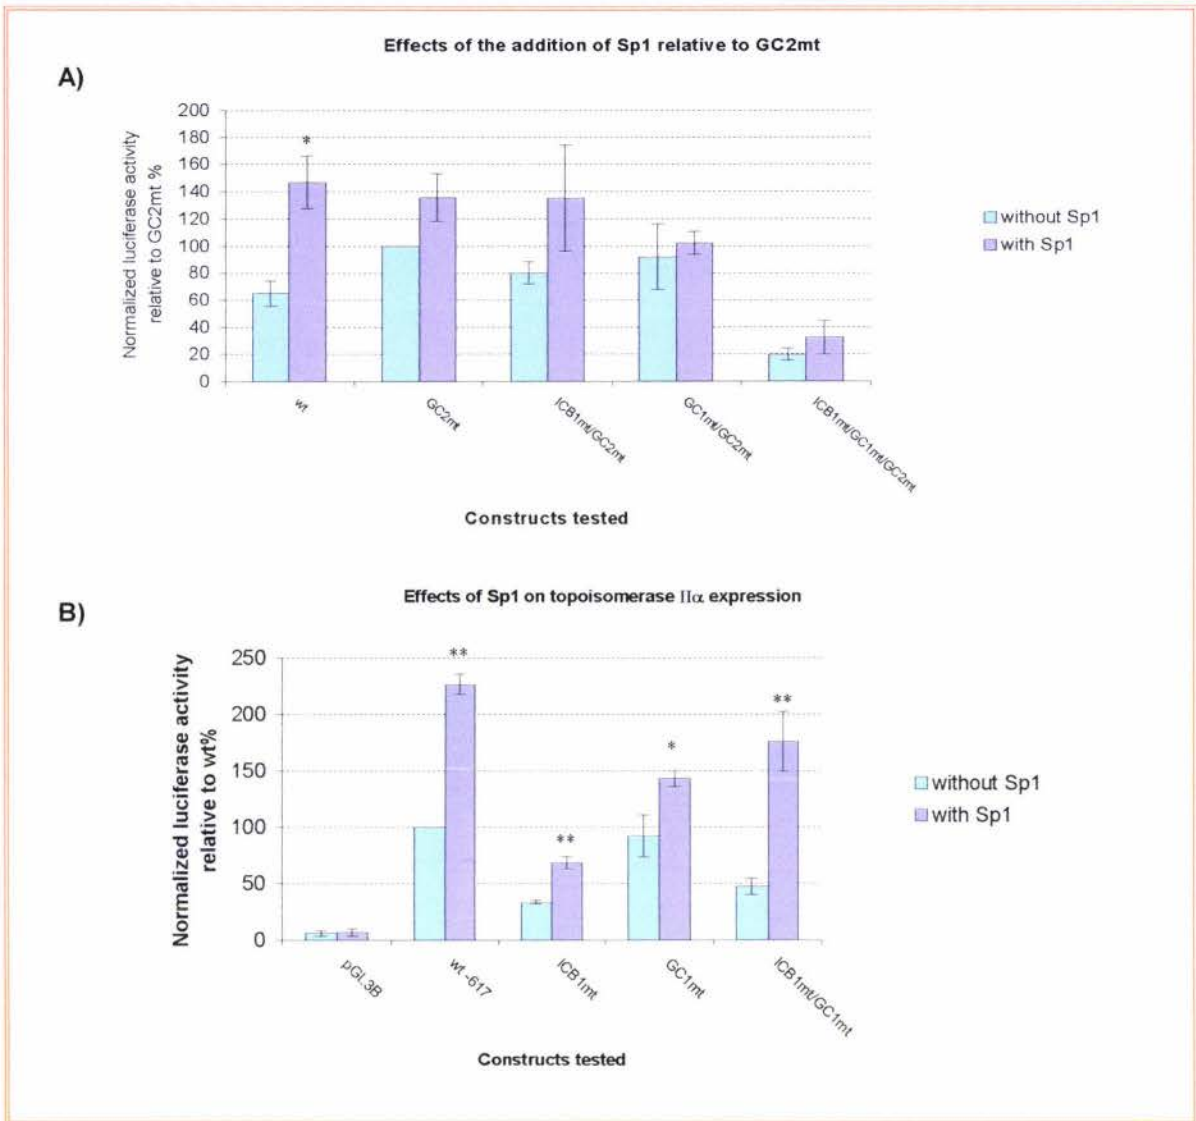 Effects of the addition of Sp1 relative to GC2mt
A)
Normalized luciferase activity
relative to GC2mt %
200
180
160
140
120
100
80
60
40
20
0
*
wt
GC2mt
ICB1mt/GC2mt
GC1mt/GC2mt
ICB1mt/GC1mt/GC2mt
without Sp1
with Sp1
Constructs tested
Effects of Sp1 on topoisomerase IIα expression
B)
Normalized luciferase activity
relative to wt%
250
200
150
100
50
0
**
**
*
**
pGL3B
wt -617
ICB1mt
GC1mt
ICB1mt/GC1mt
without Sp1
with Sp1
Constructs tested